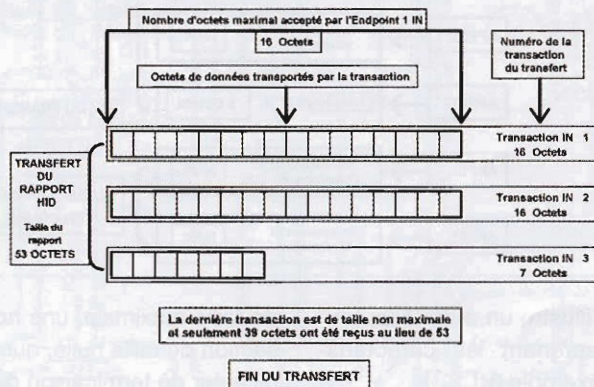 Nombre d'octets maximal accepté par l'Endpoint 1 IN
16 Octets
Numéro de la
transaction
du transfert
Octets de données transportés par la transaction
Transaction IN 1
16 Octets
TRANSFERT
DU
RAPPORT
HID
Taille du
rapport
53 OCTETS
Transaction IN 2
16 Octets
Transaction IN 3
7 Octets
La dernière transaction est de taille non maximale
et seulement 39 octets ont été reçus au lieu de 53
FIN DU TRANSFERT